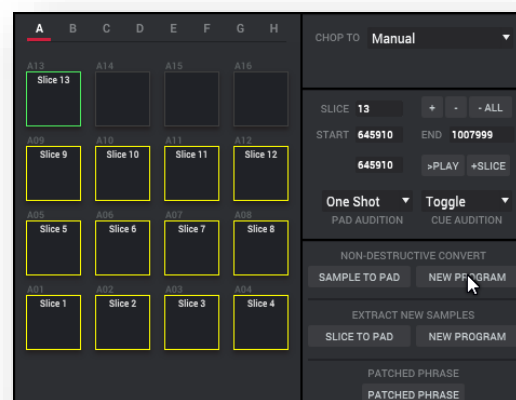 A B C D E F G H
CHOP TO Manual
A13 A14 A15 A16
Slice 13
SLICE 13 + - - ALL
START 645910 END 1007999
A09 A10 A11 A12
Slice 9 Slice 10 Slice 11 Slice 12
645910 >PLAY +SLICE
One Shot Toggle
PAD AUDITION CUE AUDITION
A05 A06 A07 A08
Slice 5 Slice 6 Slice 7 Slice 8
NON-DESTRUCTIVE CONVERT
SAMPLE TO PAD NEW PROGRAM
A01 A02 A03 A04
Slice 1 Slice 2 Slice 3 Slice 4
EXTRACT NEW SAMPLES
SLICE TO PAD NEW PROGRAM
PATCHED PHRASE
PATCHED PHRASE